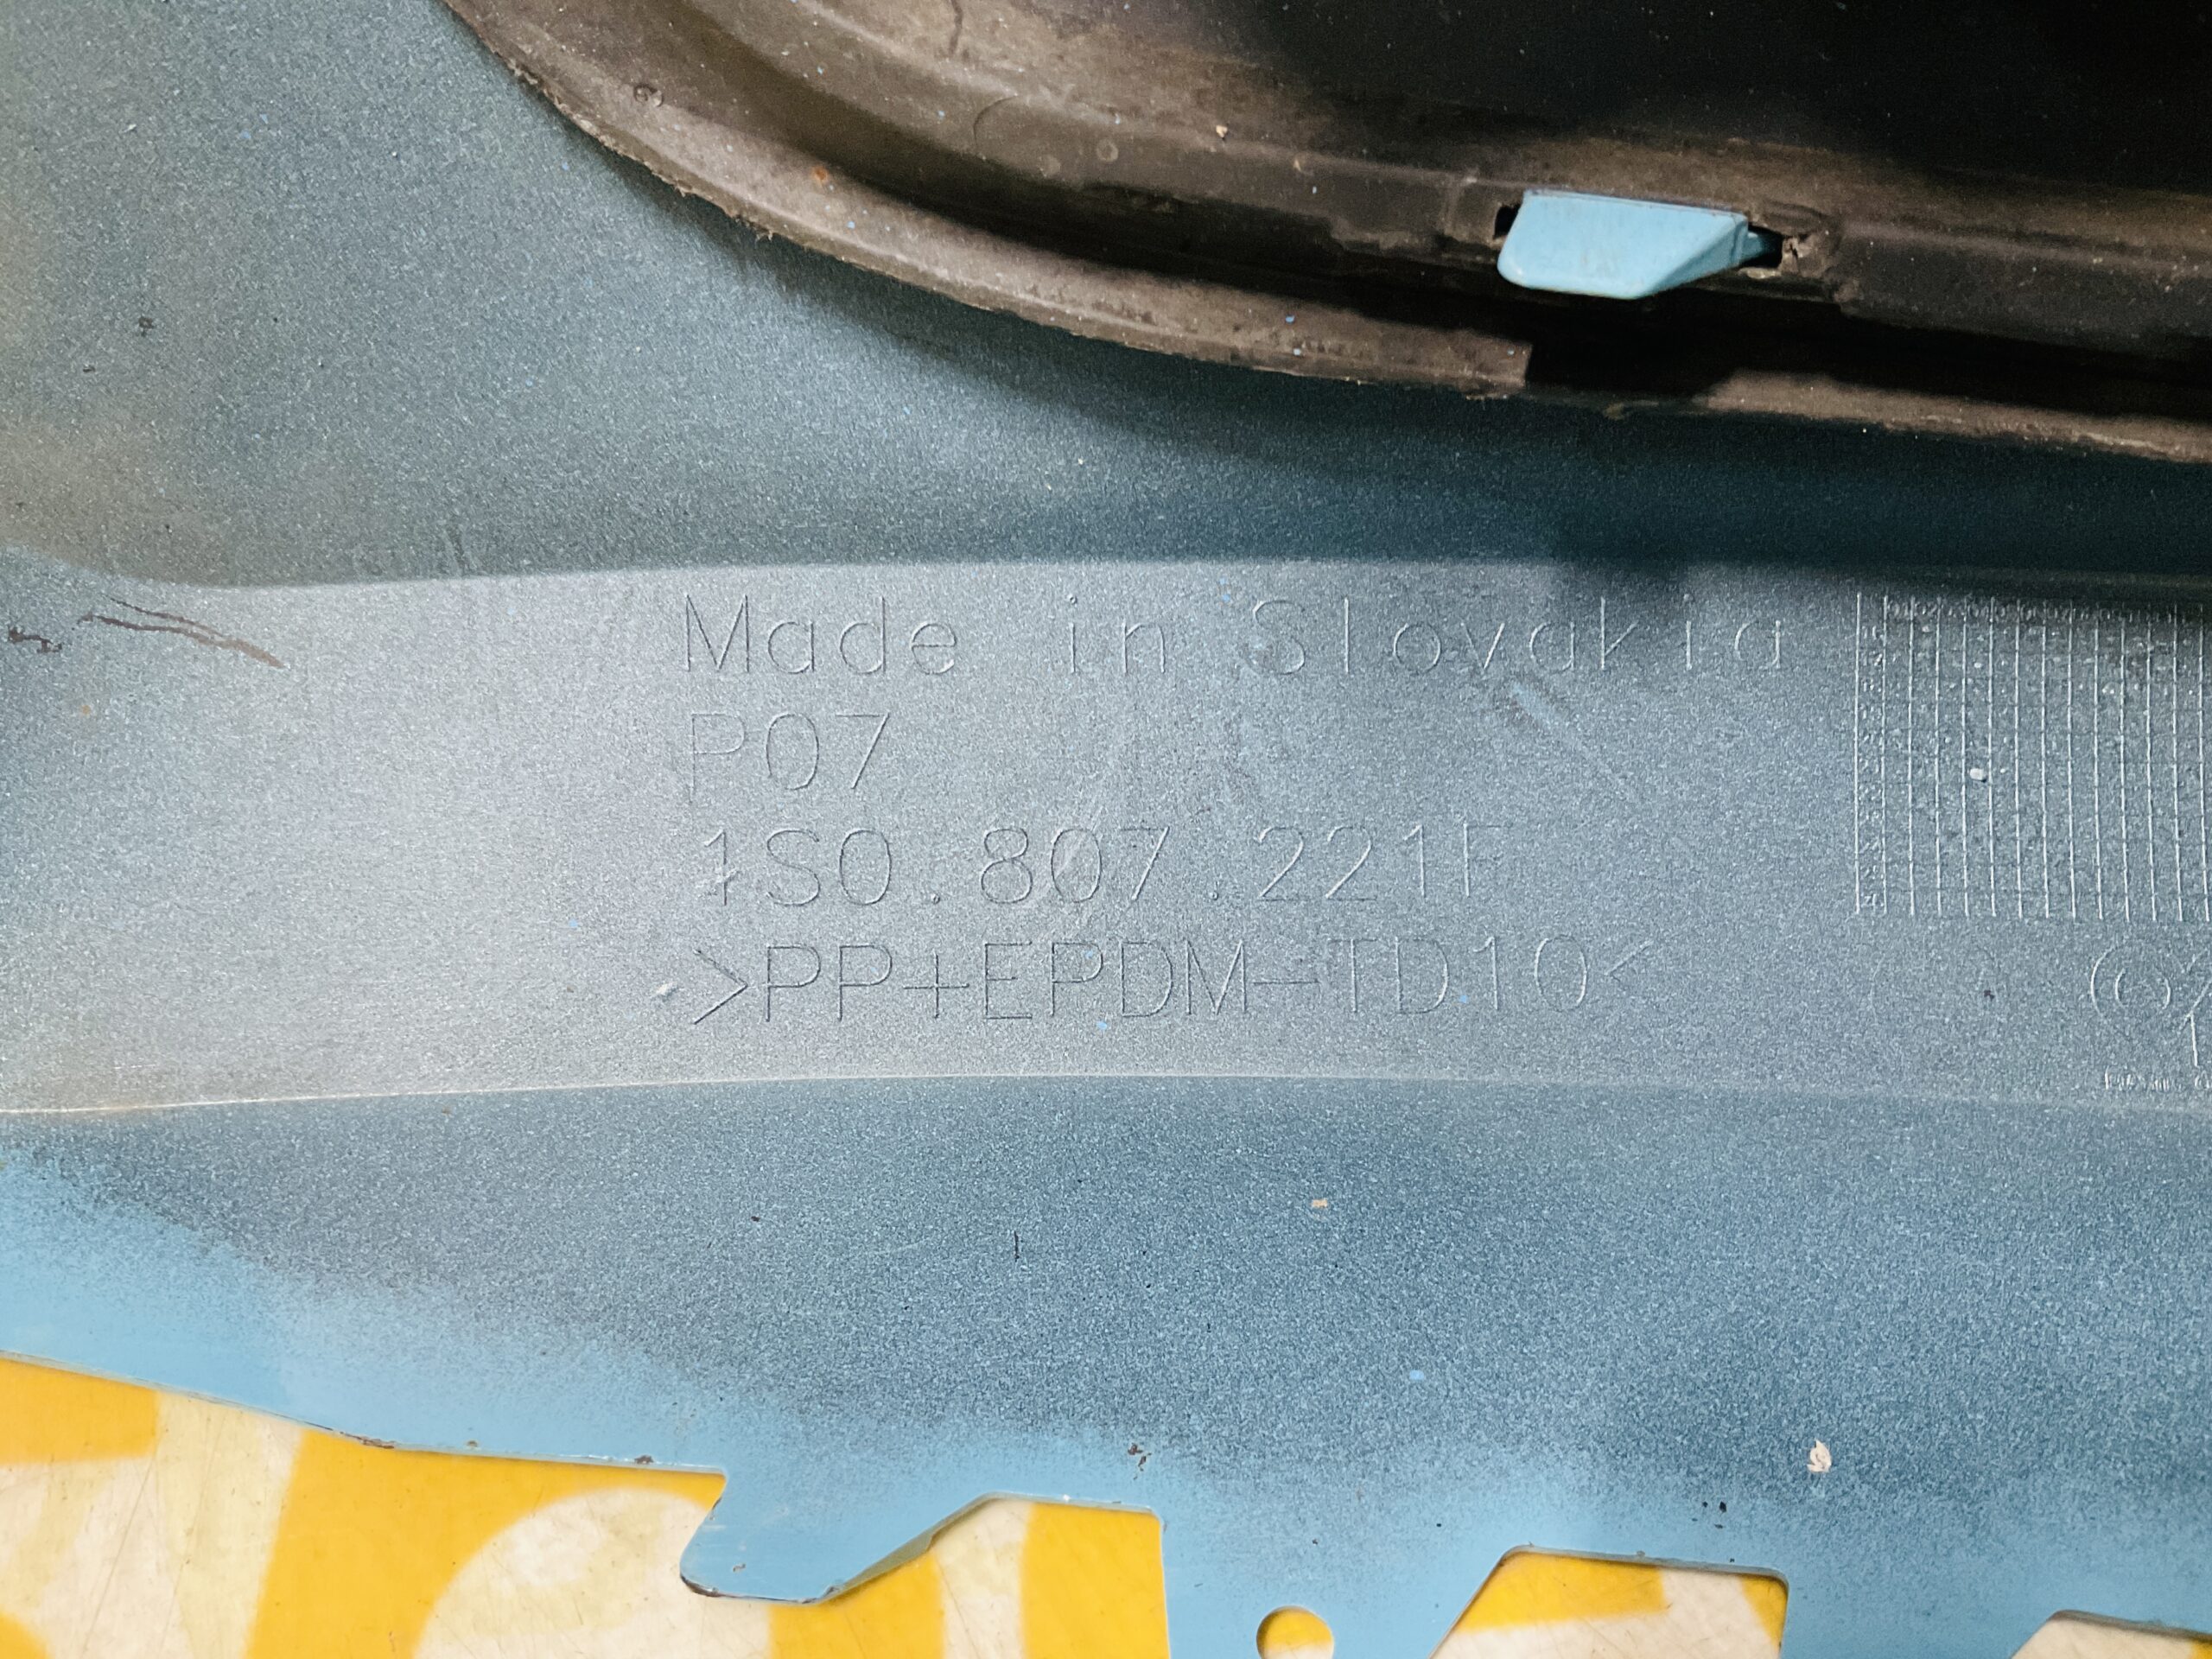 Made in Slovakia
P07
1S0.807.221F
>PP+EPDM-TD10<